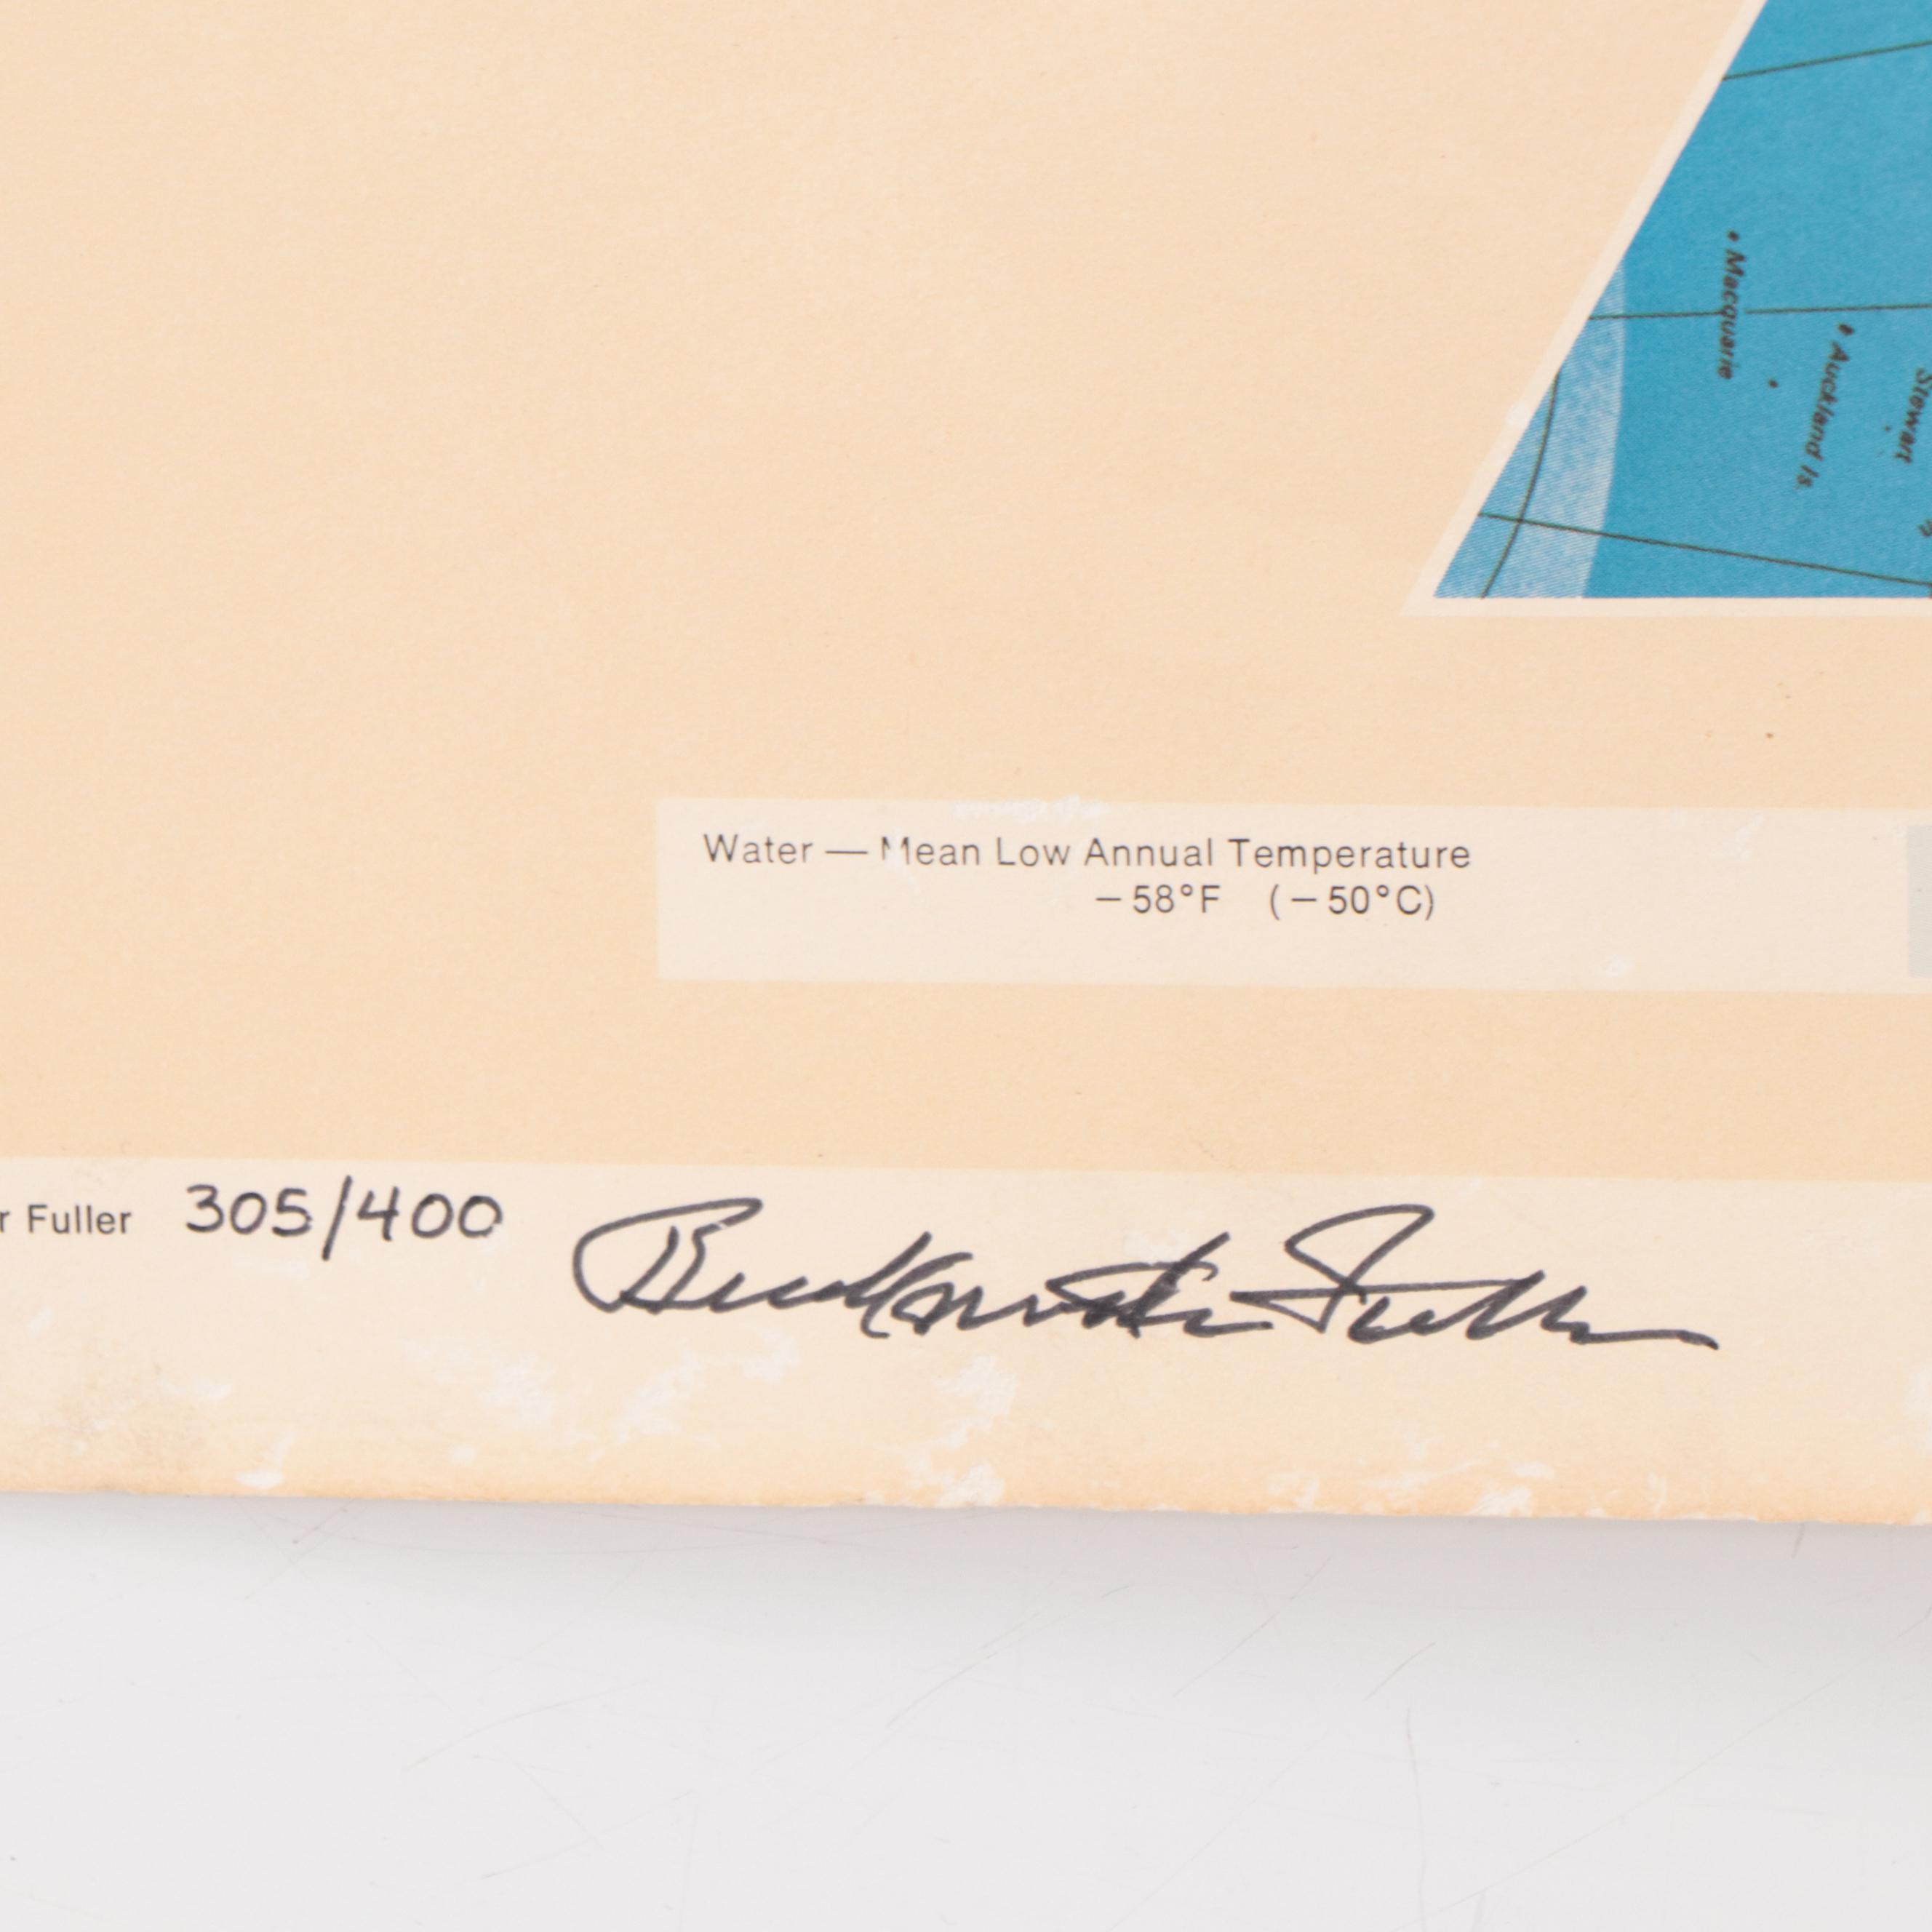 Macquarie
Auckland Is.
Stewart
Water — Mean Low Annual Temperature
– 58°F (– 50°C)
r Fuller 305/400 Buckminster Fuller